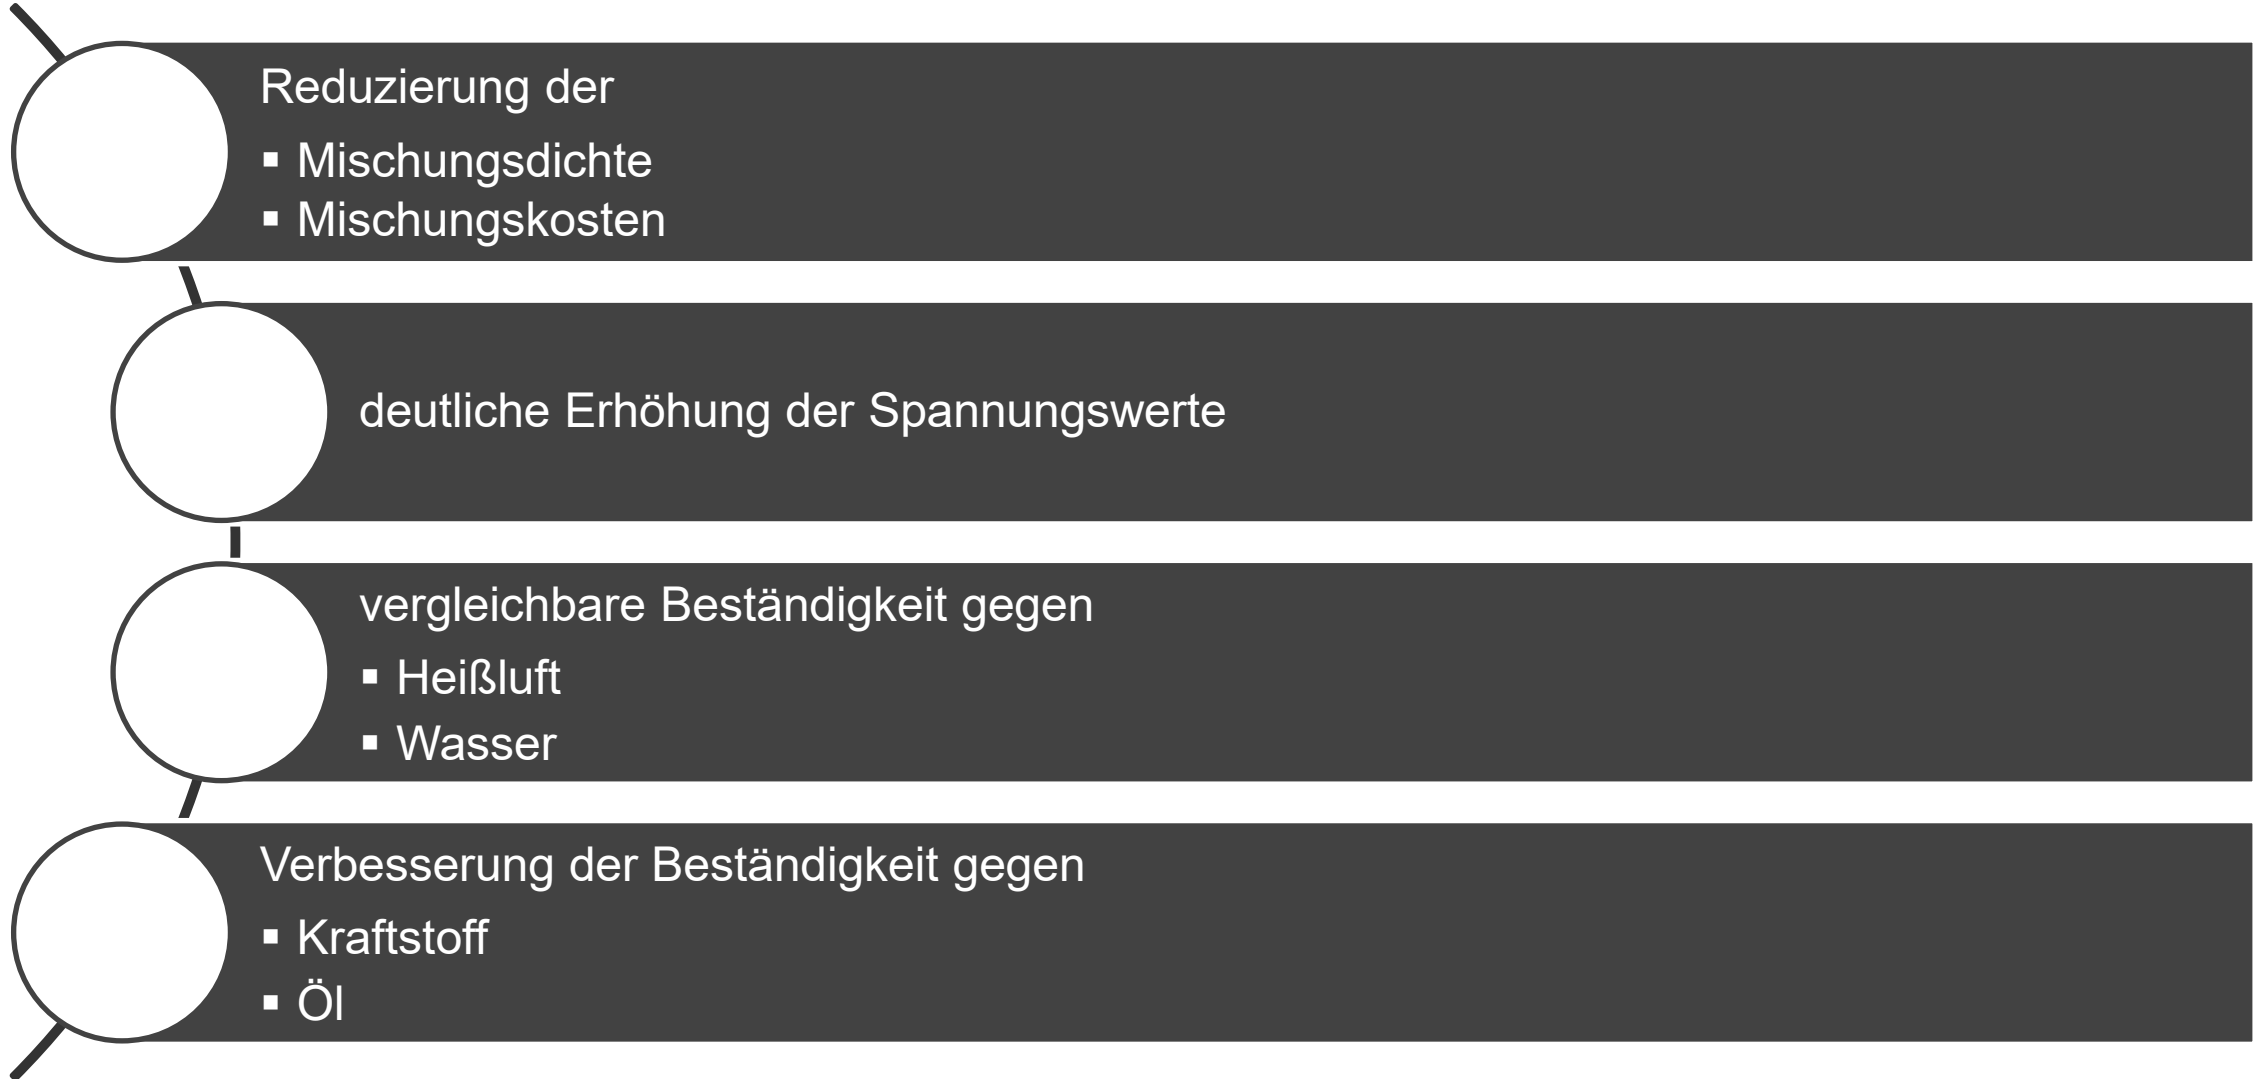 Reduzierung der
▪ Mischungsdichte
▪ Mischungskosten
deutliche Erhöhung der Spannungswerte
vergleichbare Beständigkeit gegen
▪ Heißluft
▪ Wasser
Verbesserung der Beständigkeit gegen
▪ Kraftstoff
▪ Öl